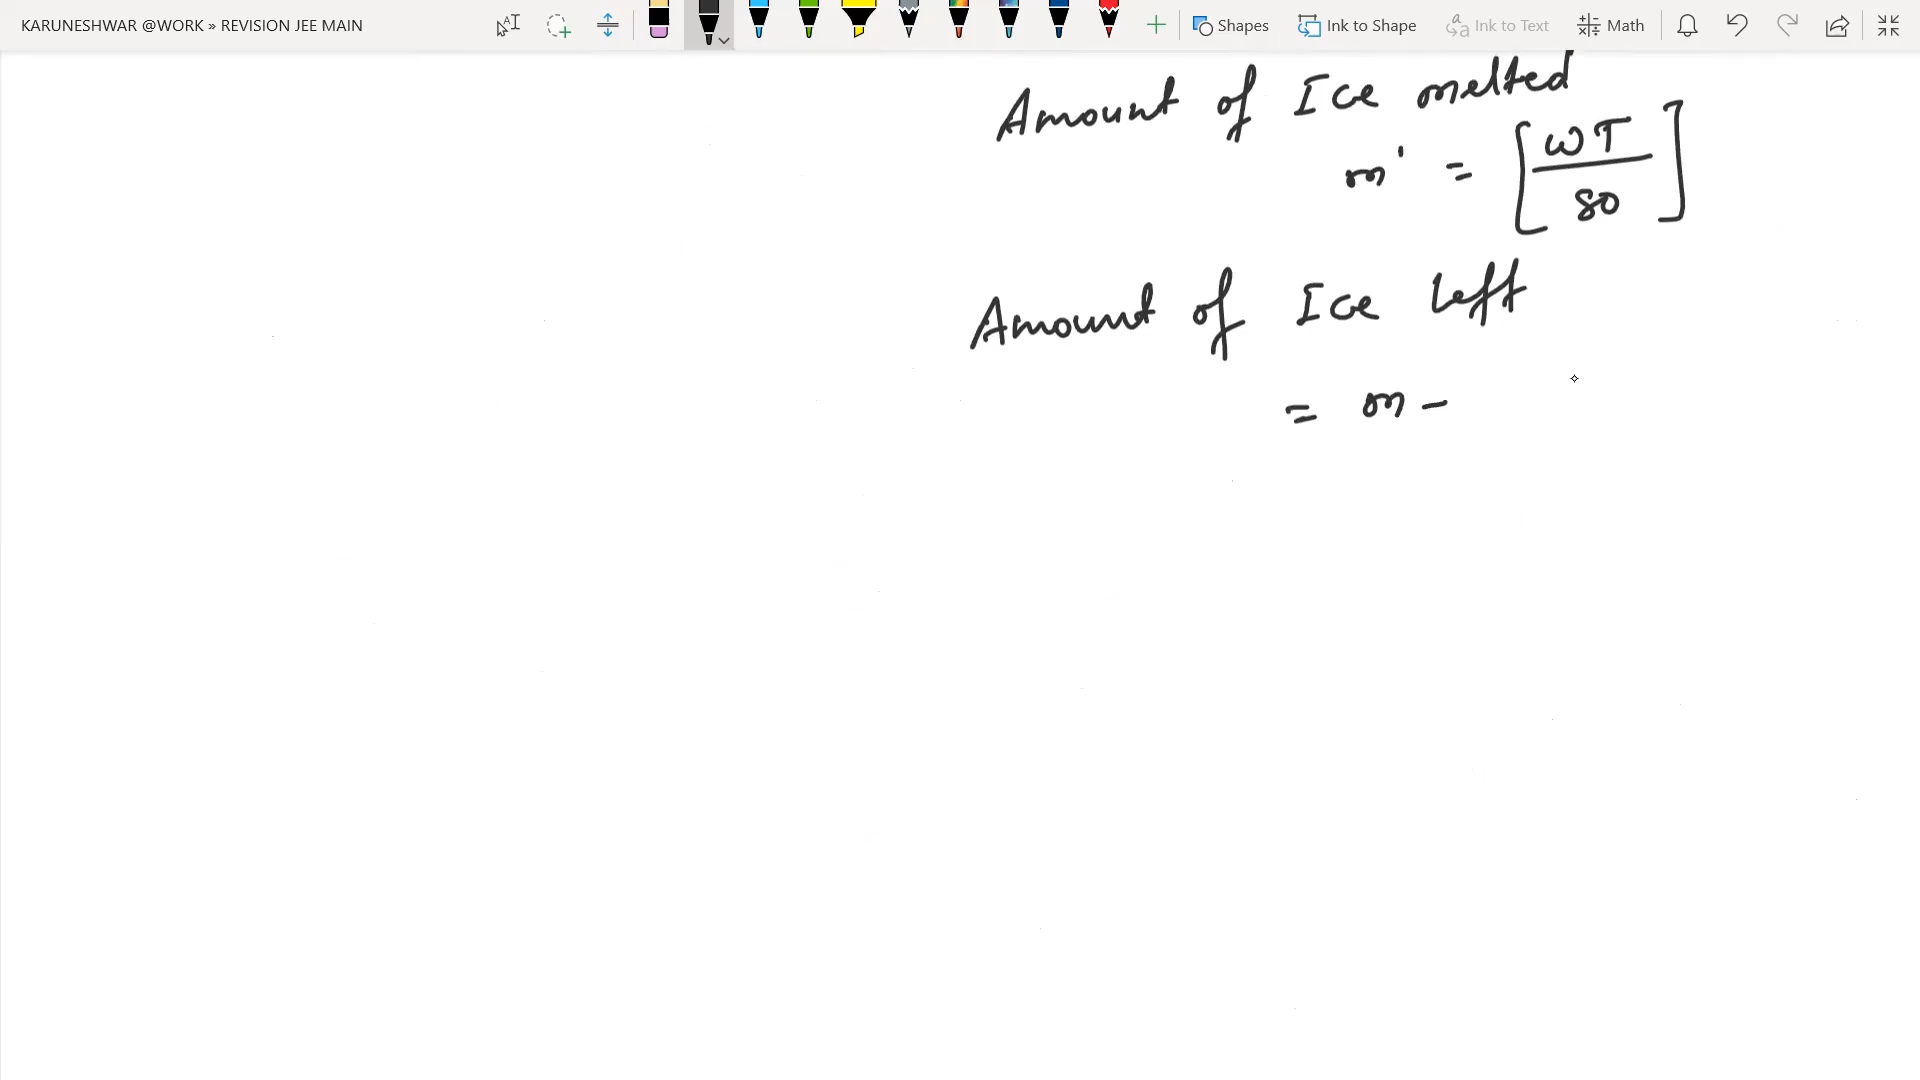 KARUNESHWAR @WORK » REVISION JEE MAIN
Shapes
Ink to Shape
Ink to Text
Math
Amount of Ice melted
m' = [WT/80]
Amount of Ice left
= m -